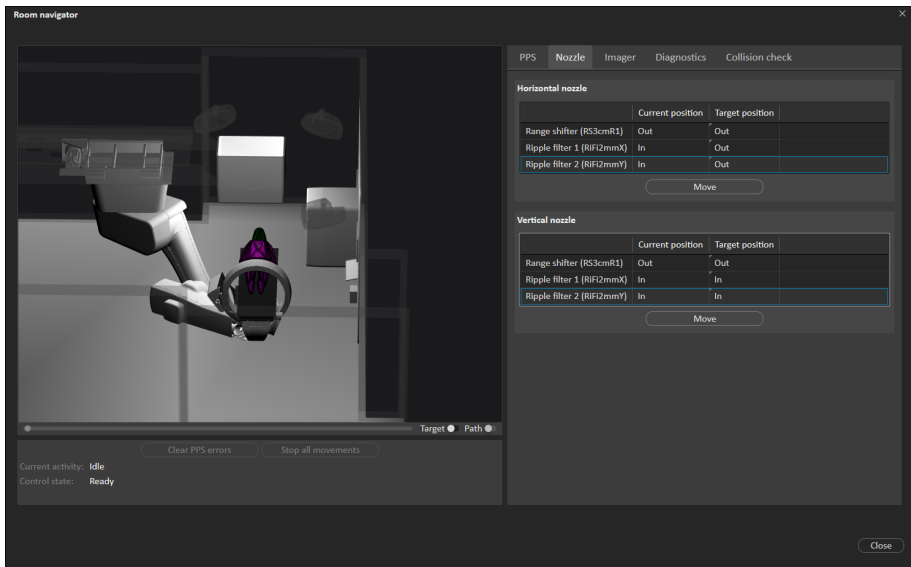 Room navigator
PPS Nozzle Imager Diagnostics Collision check
Horizontal nozzle
Current position Target position
Range shifter (RS3cmR1) Out Out
Ripple filter 1 (RiFi2mmX) In Out
Ripple filter 2 (RiFi2mmY) In Out
Move
Vertical nozzle
Current position Target position
Range shifter (RS3cmR1) Out Out
Ripple filter 1 (RiFi2mmX) In In
Ripple filter 2 (RiFi2mmY) In In
Move
Target Path
Clear PPS errors Stop all movements
Current activity: Idle
Control state: Ready
Close